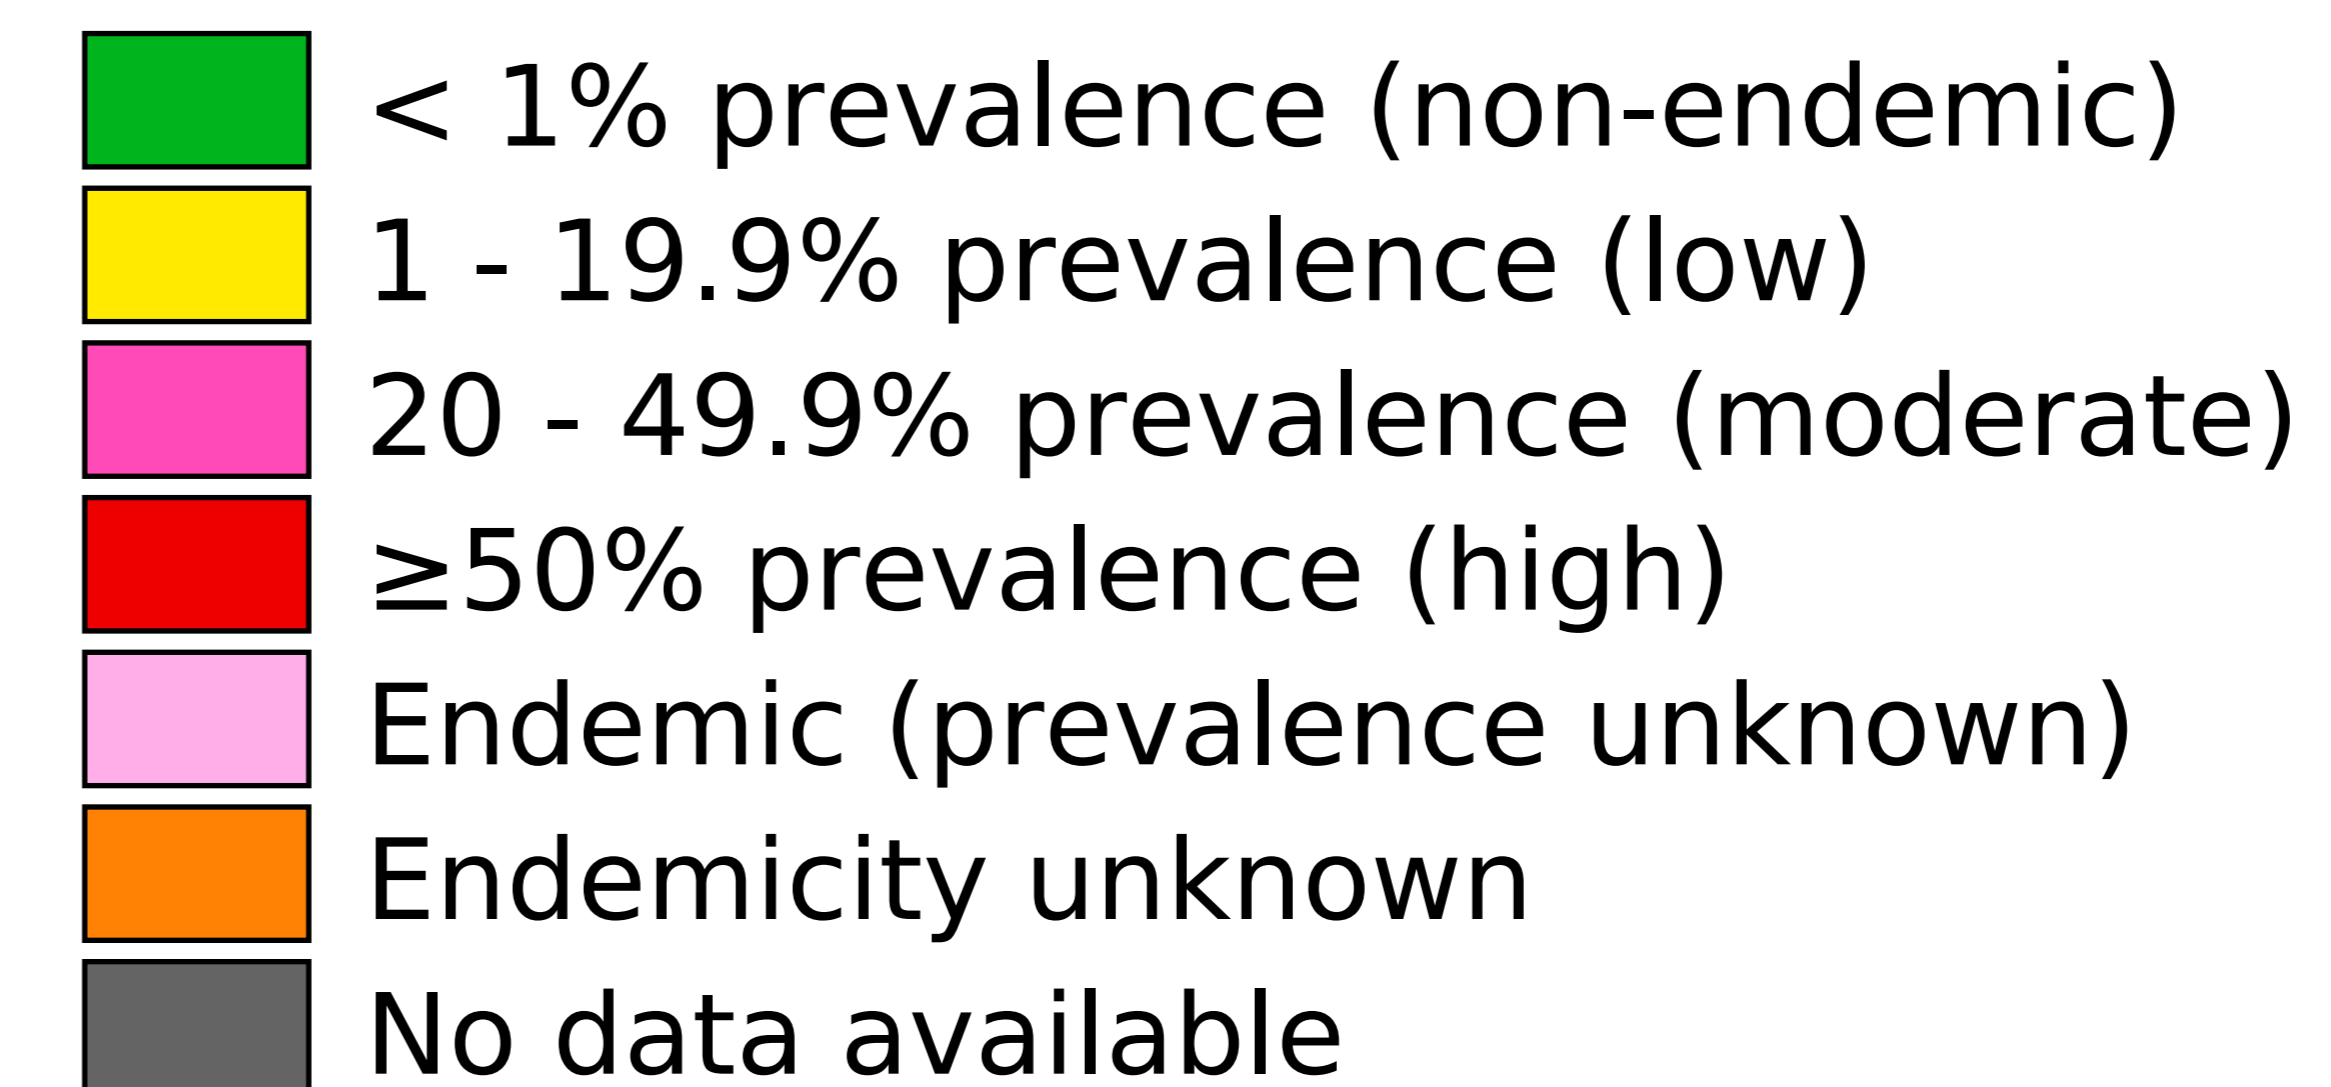 < 1% prevalence (non-endemic)
1 - 19.9% prevalence (low)
20 - 49.9% prevalence (moderate)
≥50% prevalence (high)
Endemic (prevalence unknown)
Endemicity unknown
No data available